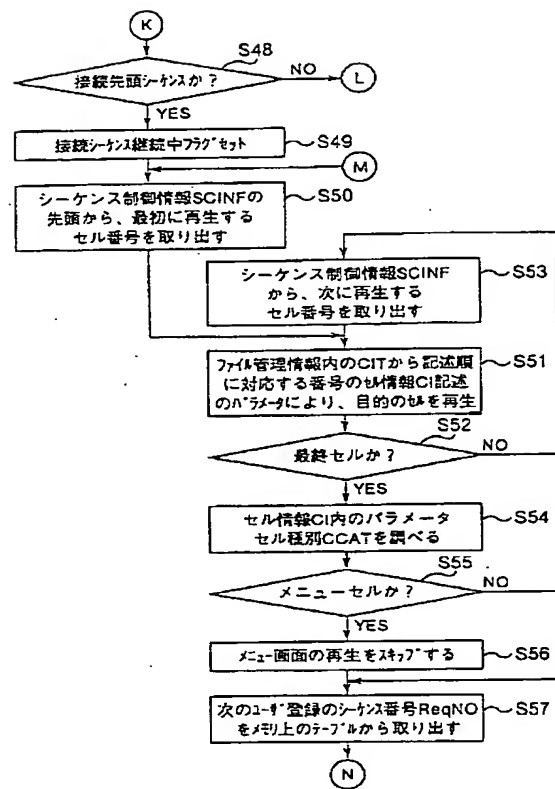 K
S48
接続先頭シーケンスか？
NO
L
YES
接続シーケンス継続中フラグセット
S49
M
シーケンス制御情報SCINFの
先頭から、最初に再生する
セル番号を取り出す
S50
シーケンス制御情報SCINF
から、次に再生する
セル番号を取り出す
S53
ファイル管理情報内のCITから記述順
に対応する番号のセル情報CI記述
のパラメータにより、目的のセルを再生
S51
S52
最終セルか？
NO
YES
セル情報CI内のパラメータ
セル種別CCATを調べる
S54
S55
メニューセルか？
NO
YES
メニュー画面の再生をスキップする
S56
次のユーザ登録のシーケンス番号ReqNO
をメモリ上のテーブルから取り出す
S57
N